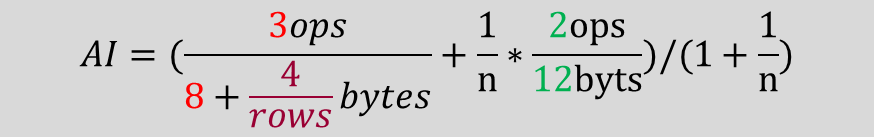 AI = (3ops / (8 + 4/rows bytes) + 1/n * 2ops / 12byts)/(1 + 1/n)